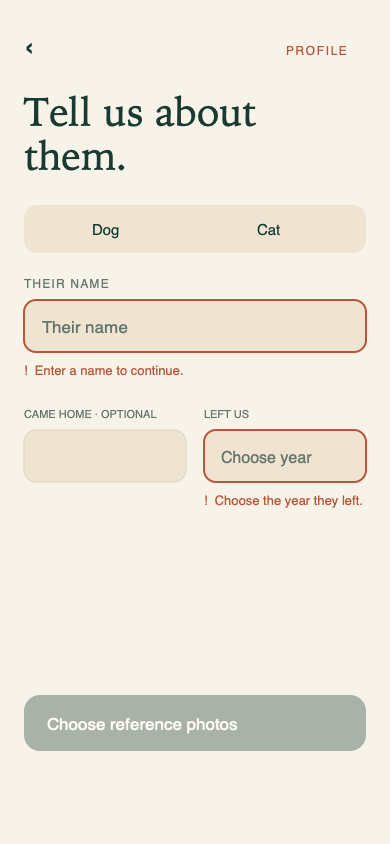 PROFILE
Tell us about
them.
Dog Cat
THEIR NAME
Their name
! Enter a name to continue.
CAME HOME · OPTIONAL LEFT US
Choose year
! Choose the year they left.
Choose reference photos